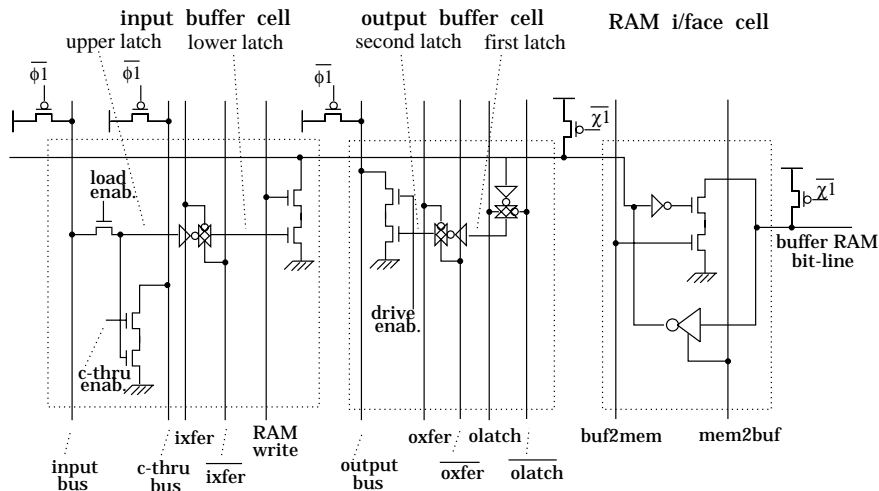 input buffer cell
output buffer cell
RAM i/face cell
upper latch
lower latch
second latch
first latch
φ1
φ1
φ1
χ1
load
enab.
χ1
buffer RAM
bit-line
drive
enab.
c-thru
enab.
ixfer
RAM
write
oxfer
olatch
buf2mem
mem2buf
input
bus
c-thru
bus
ixfer
output
bus
oxfer
olatch